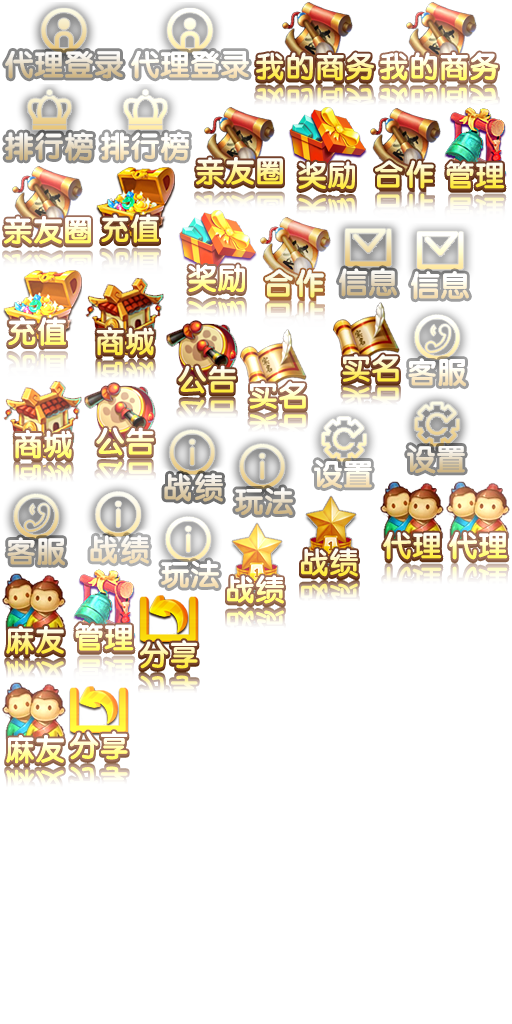 代理登录
代理登录
我的商务
我的商务
排行榜
排行榜
亲友圈
奖励
合作
管理
亲友圈
充值
奖励
合作
信息
信息
充值
商城
公告
实名
实名
客服
商城
公告
战绩
玩法
设置
设置
客服
战绩
玩法
战绩
战绩
代理
代理
麻友
管理
分享
麻友
分享